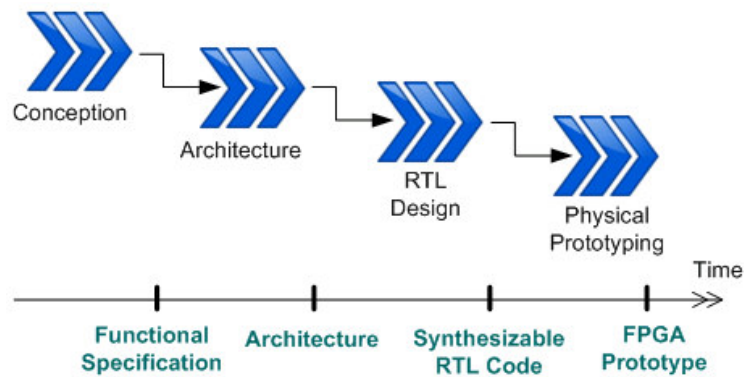 Conception
Architecture
RTL
Design
Physical
Prototyping
Time
Functional
Specification
Architecture
Synthesizable
RTL Code
FPGA
Prototype